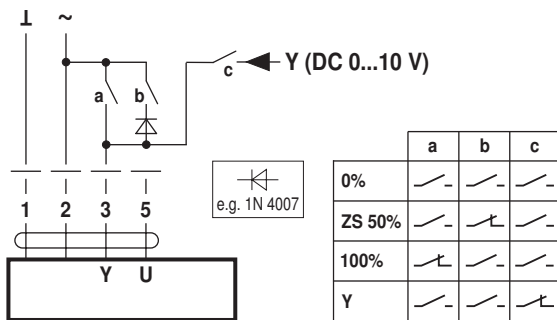 ⊥ ~
c Y (DC 0...10 V)
a b
a b c
e.g. 1N 4007
0%
1 2 3 5
ZS 50%
Y U
100%
Y